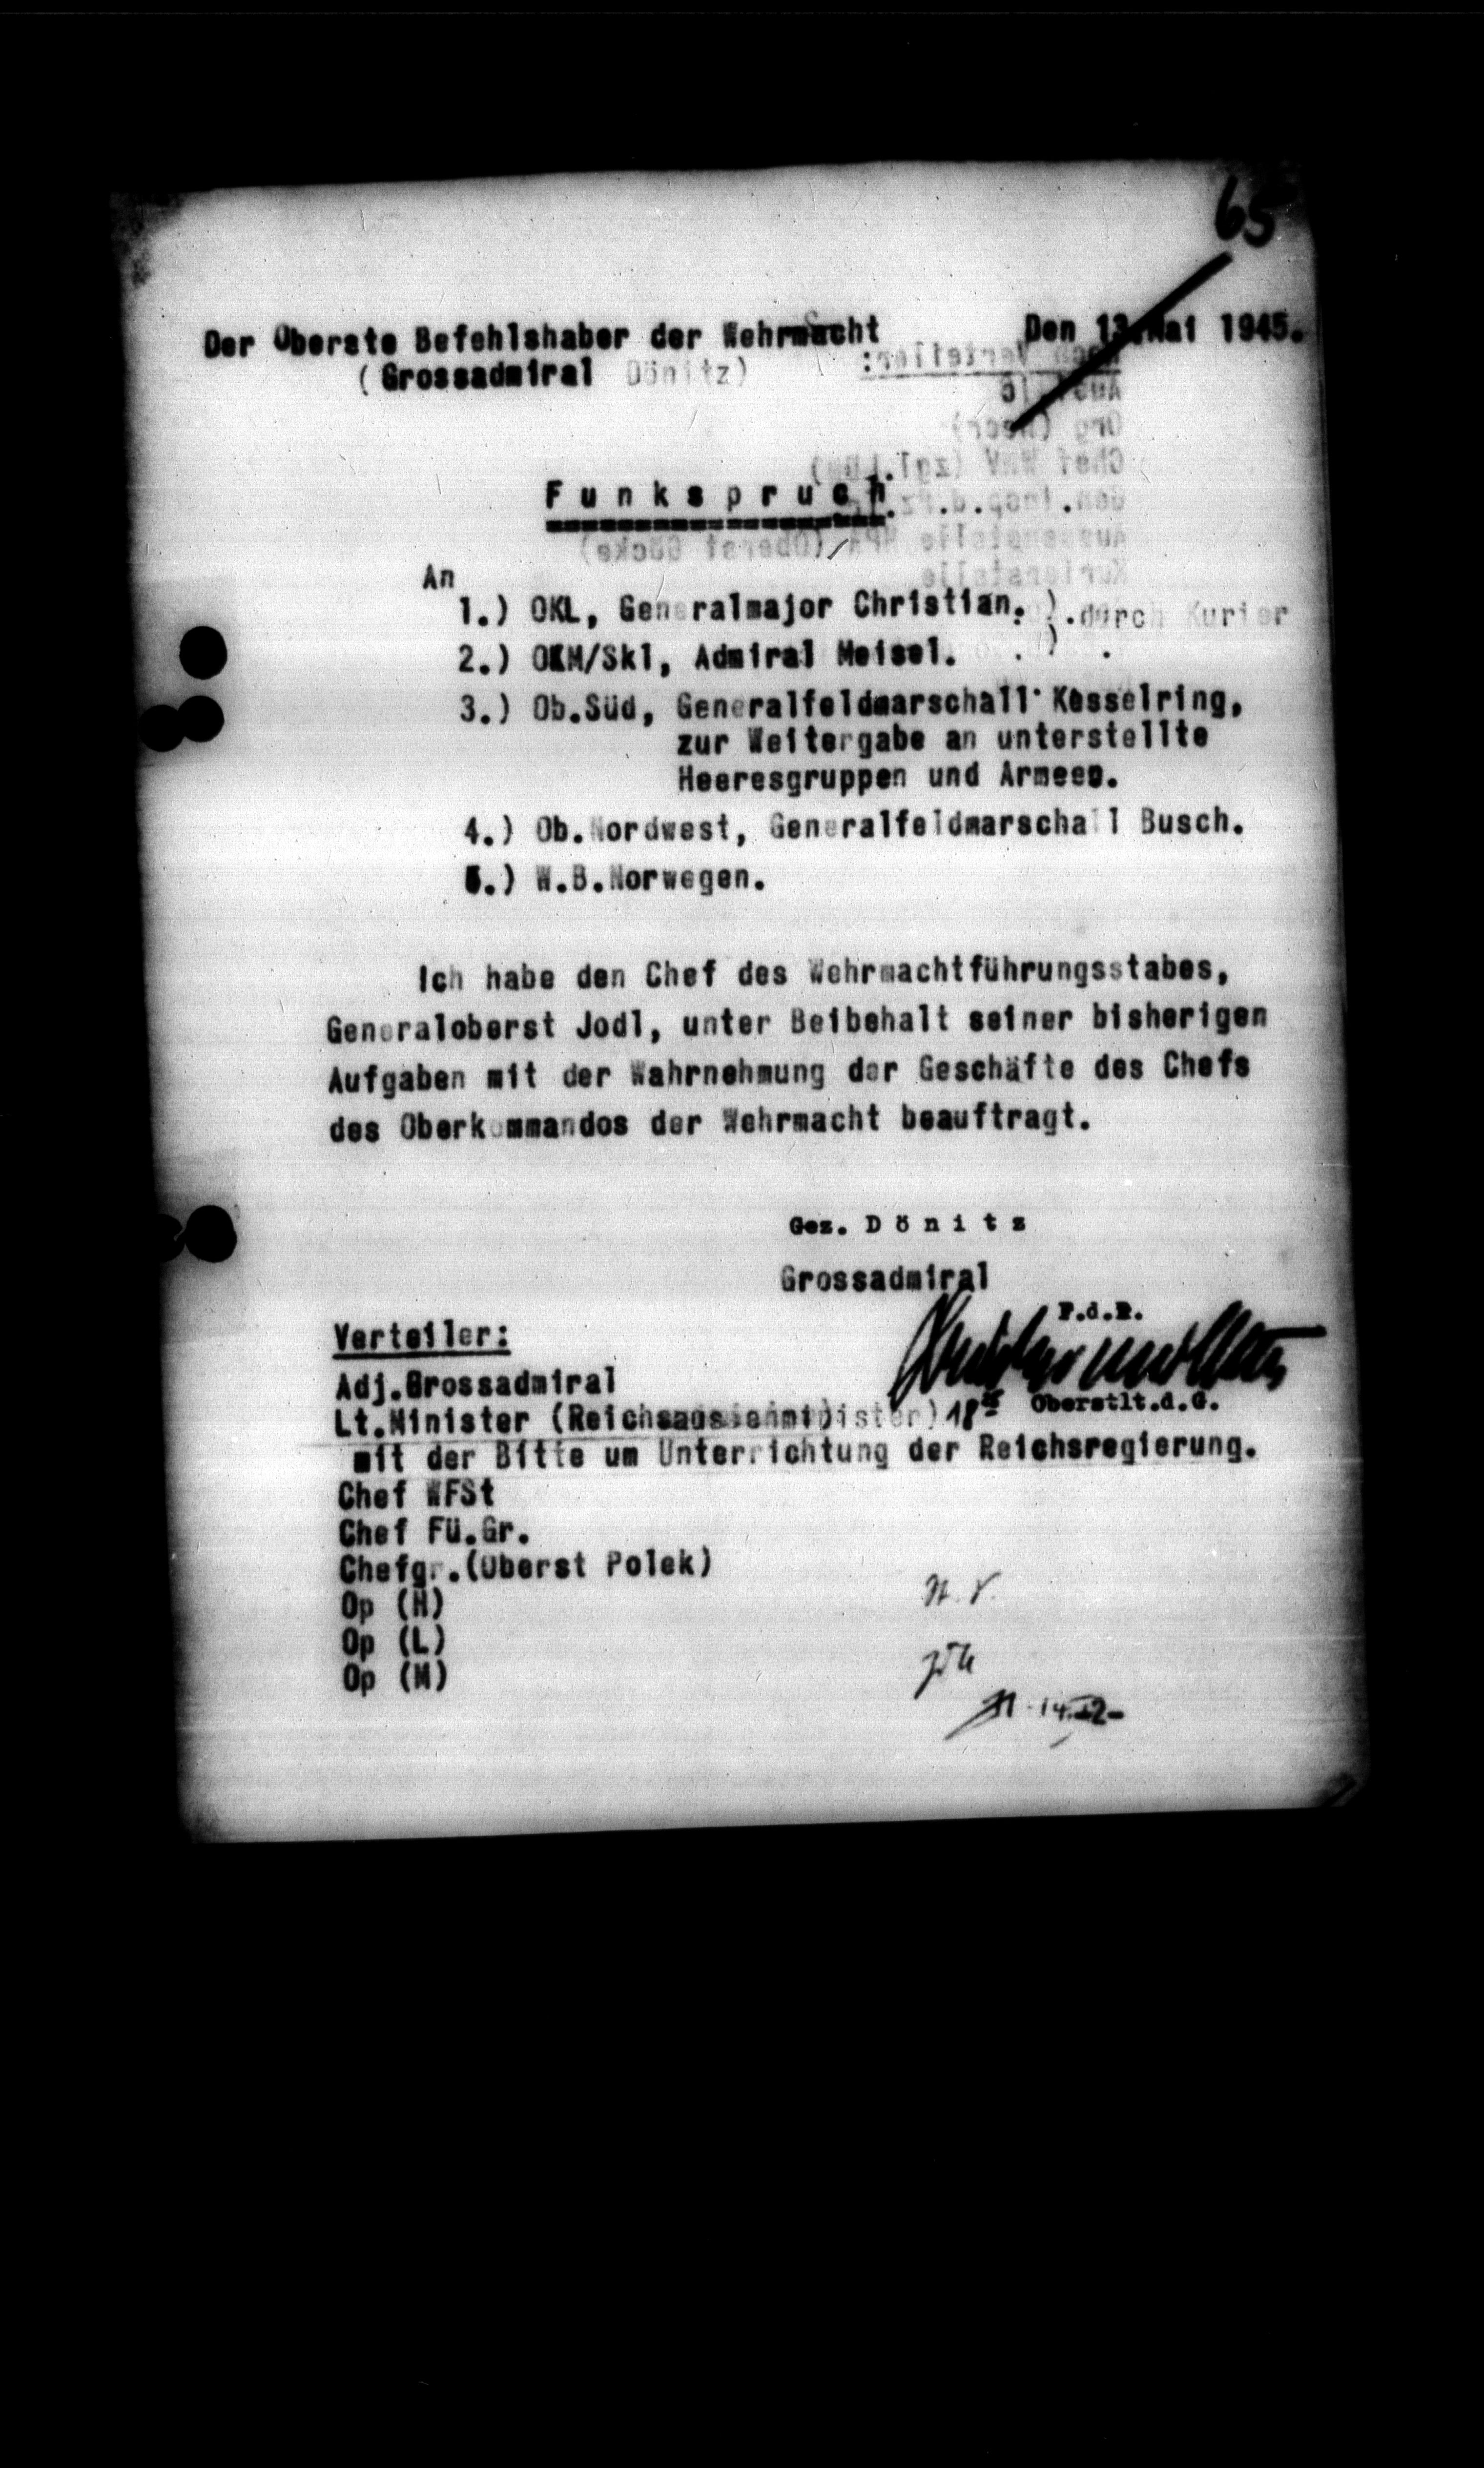 65
Der Oberste Befehlshaber der Wehrmacht Den 13.Mai 1945.
(Grossadmiral Dönitz)
Funkspruch
An
1.) OKL, Generalmajor Christian. ) durch Kurier
2.) OKM/Skl, Admiral Meisel. )
3.) Ob.Süd, Generalfeldmarschall Kesselring,
zur Weitergabe an unterstellte
Heeresgruppen und Armeen.
4.) Ob.Nordwest, Generalfeldmarschall Busch.
5.) W.B.Norwegen.
Ich habe den Chef des Wehrmachtführungsstabes,
Generaloberst Jodl, unter Beibehalt seiner bisherigen
Aufgaben mit der Wahrnehmung der Geschäfte des Chefs
des Oberkommandos der Wehrmacht beauftragt.
Gez. Dönitz
Grossadmiral
F.d.R.
Oberstlt.d.G.
Verteiler:
Adj.Grossadmiral
Lt.Minister (Reichsaussenminister)
mit der Bitte um Unterrichtung der Reichsregierung.
Chef WFSt
Chef Fü.Gr.
Chefgr.(Oberst Polek)
Op (H)
Op (L)
Op (M)